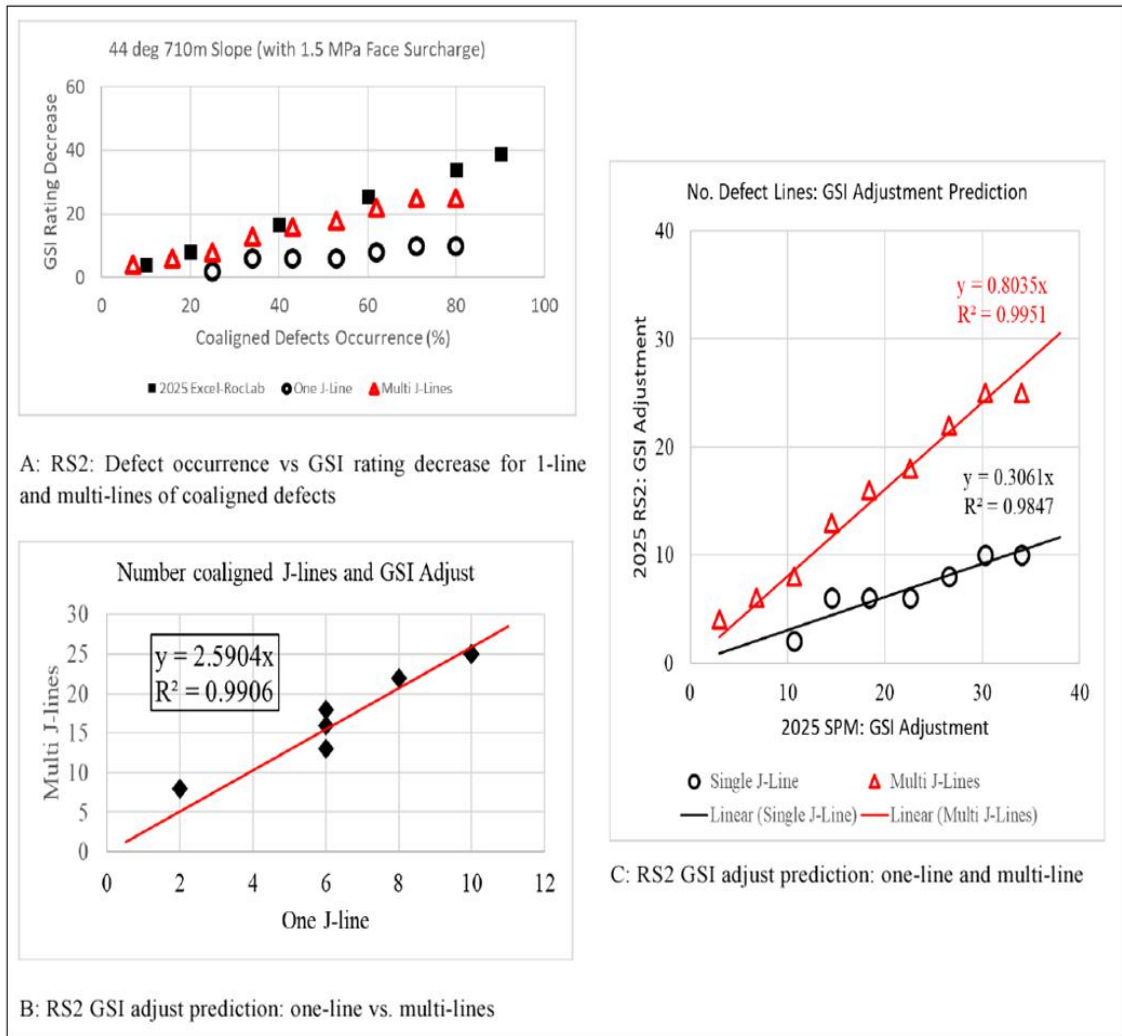 44 deg 710m Slope (with 1.5 MPa Face Surcharge)
60
40
20
0
GSI Rating Decrease
0 20 40 60 80 100
Coaligned Defects Occurrence (%)
2025 Excel-RocLab One J-Line Multi J-Lines
A: RS2: Defect occurrence vs GSI rating decrease for 1-line
and multi-lines of coaligned defects
Number coaligned J-lines and GSI Adjust
30
25
20
15
10
5
0
Multi J-lines
y = 2.5904x
R² = 0.9906
0 2 4 6 8 10 12
One J-line
B: RS2 GSI adjust prediction: one-line vs. multi-lines
No. Defect Lines: GSI Adjustment Prediction
40
30
20
10
0
2025 RS2: GSI Adjustment
y = 0.8035x
R² = 0.9951
y = 0.3061x
R² = 0.9847
0 10 20 30 40
2025 SPM: GSI Adjustment
Single J-Line Multi J-Lines
Linear (Single J-Line) Linear (Multi J-Lines)
C: RS2 GSI adjust prediction: one-line and multi-line